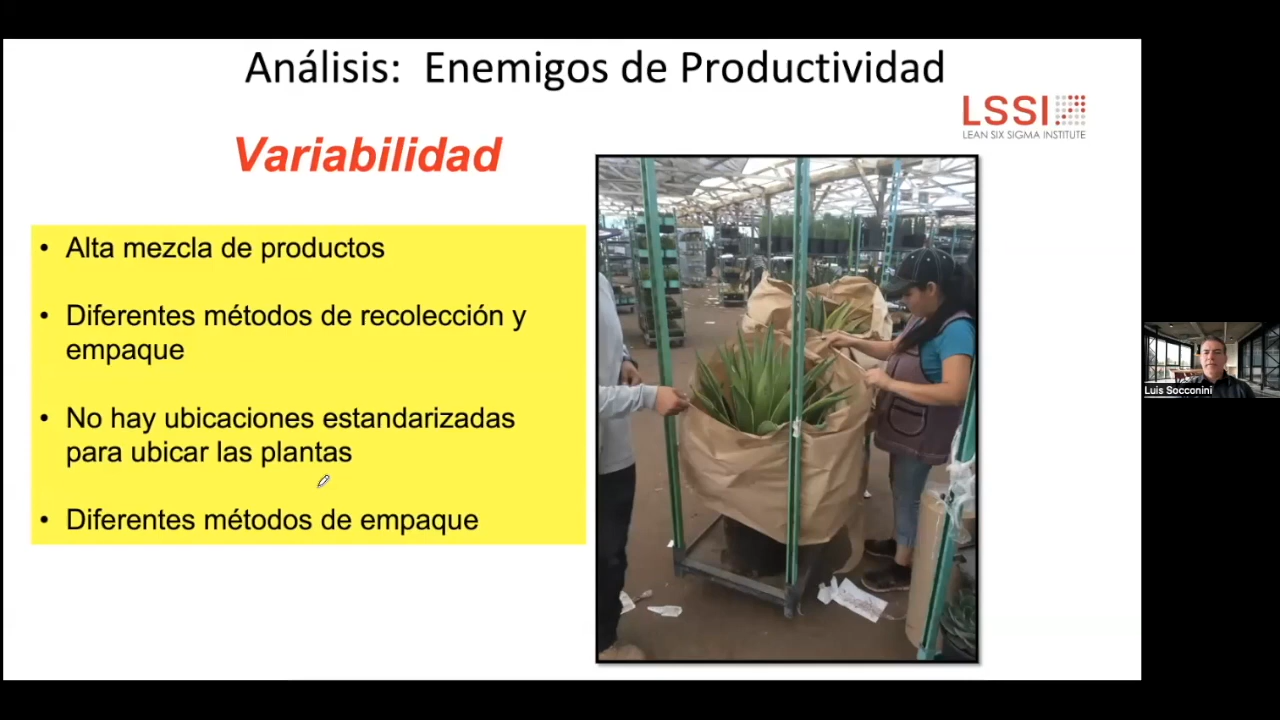 Análisis:  Enemigos de Productividad
LSSI
LEAN SIX SIGMA INSTITUTE
Variabilidad
• Alta mezcla de productos
• Diferentes métodos de recolección y
empaque
• No hay ubicaciones estandarizadas
para ubicar las plantas
• Diferentes métodos de empaque
Luis Socconini